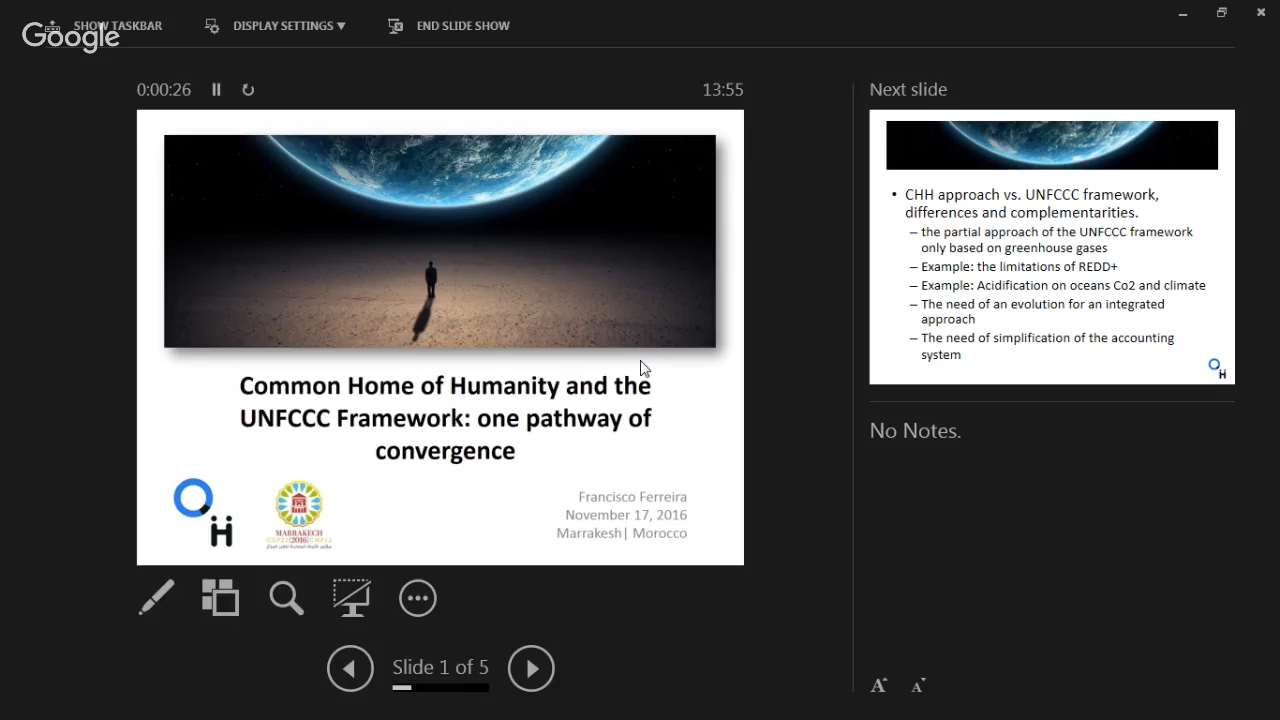 Google
SHOW TASKBAR
DISPLAY SETTINGS ▼
END SLIDE SHOW
0:00:26
13:55
Common Home of Humanity and the
UNFCCC Framework: one pathway of
convergence
H
MARRAKECH
COP22 2016 CMP12
Francisco Ferreira
November 17, 2016
Marrakesh| Morocco
Slide 1 of 5
Next slide
• CHH approach vs. UNFCCC framework,
differences and complementarities.
– the partial approach of the UNFCCC framework
only based on greenhouse gases
– Example: the limitations of REDD+
– Example: Acidification on oceans Co2 and climate
– The need of an evolution for an integrated
approach
– The need of simplification of the accounting
system
H
No Notes.
A A